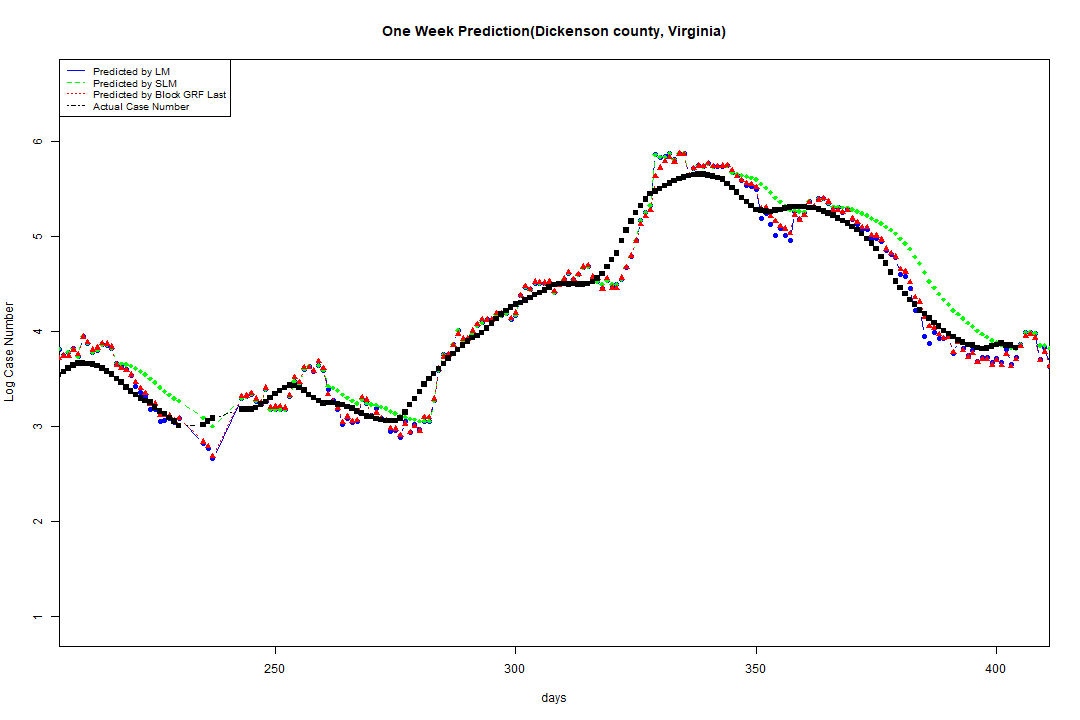 One Week Prediction(Dickenson county, Virginia)
Predicted by LM
Predicted by SLM
Predicted by Block GRF Last
Actual Case Number
Log Case Number
6
5
4
3
2
1
250 300 350 400
days